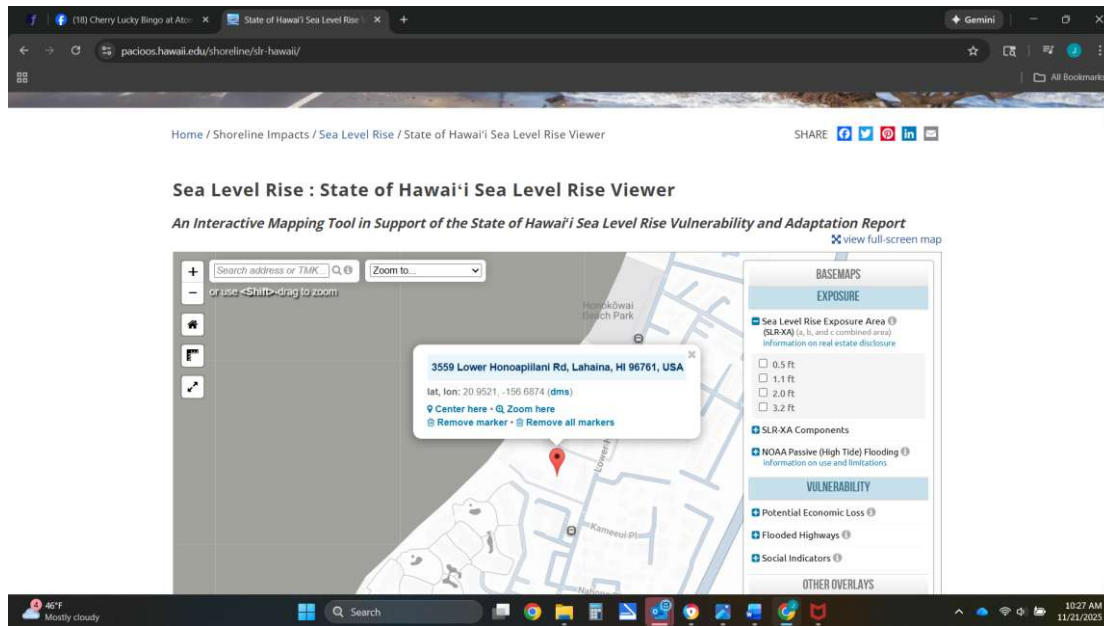 (18) Cherry Lucky Bingo at Ato
State of Hawai'i Sea Level Rise
Gemini
pacioos.hawaii.edu/shoreline/slr-hawaii/
All Bookmarks
Home / Shoreline Impacts / Sea Level Rise / State of Hawai'i Sea Level Rise Viewer
SHARE
Sea Level Rise : State of Hawaiʻi Sea Level Rise Viewer
An Interactive Mapping Tool in Support of the State of Hawaiʻi Sea Level Rise Vulnerability and Adaptation Report
view full-screen map
Search address or TMK...
Zoom to...
or use <Shift>-drag to zoom
Honokōwai
Beach Park
3559 Lower Honoapiilani Rd, Lahaina, HI 96761, USA
lat, lon: 20.9521, -156.6874 (dms)
Center here • Zoom here
Remove marker • Remove all markers
Kameeui Pl
BASEMAPS
EXPOSURE
Sea Level Rise Exposure Area
(SLR-XA) (a, b, and c combined area)
Information on real estate disclosure
0.5 ft
1.1 ft
2.0 ft
3.2 ft
SLR-XA Components
NOAA Passive (High Tide) Flooding
Information on use and limitations
VULNERABILITY
Potential Economic Loss
Flooded Highways
Social Indicators
OTHER OVERLAYS
46°F
Mostly cloudy
Search
10:27 AM
11/21/2025